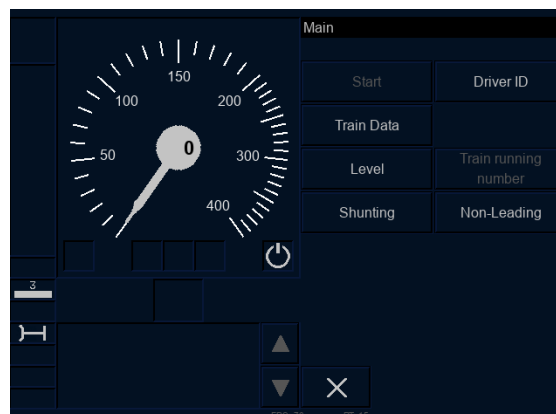 Main
150
100
200
50
0
300
400
Start
Driver ID
Train Data
Level
Train running
number
Shunting
Non-Leading
3